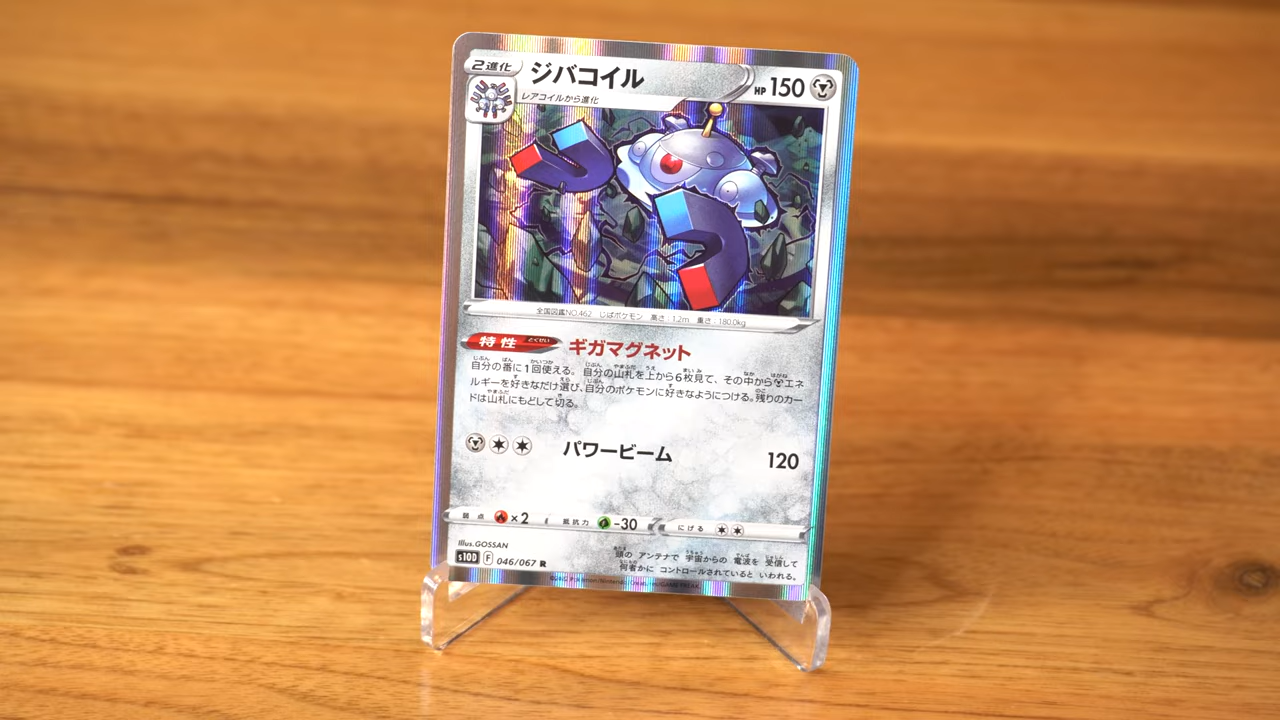 2進化
ジバコイル
HP 150
レアコイルから進化
全国図鑑NO.462 じばポケモン 高さ:1.2m 重さ:180.0kg
特性 とくせい
ギガマグネット
自分の番に1回使える。自分の山札を上から6枚見て、その中からエネ
ルギーを好きなだけ選び、自分のポケモンに好きなようにつける。残りのカー
ドは山札にもどして切る。
パワービーム 120
弱点 ×2 抵抗力 -30 にげる
Illus. GOSSAN
s10D F 046/067 R
頭の アンテナで 宇宙からの 電波を 受信して
何者かに コントロールされていると いわれる。